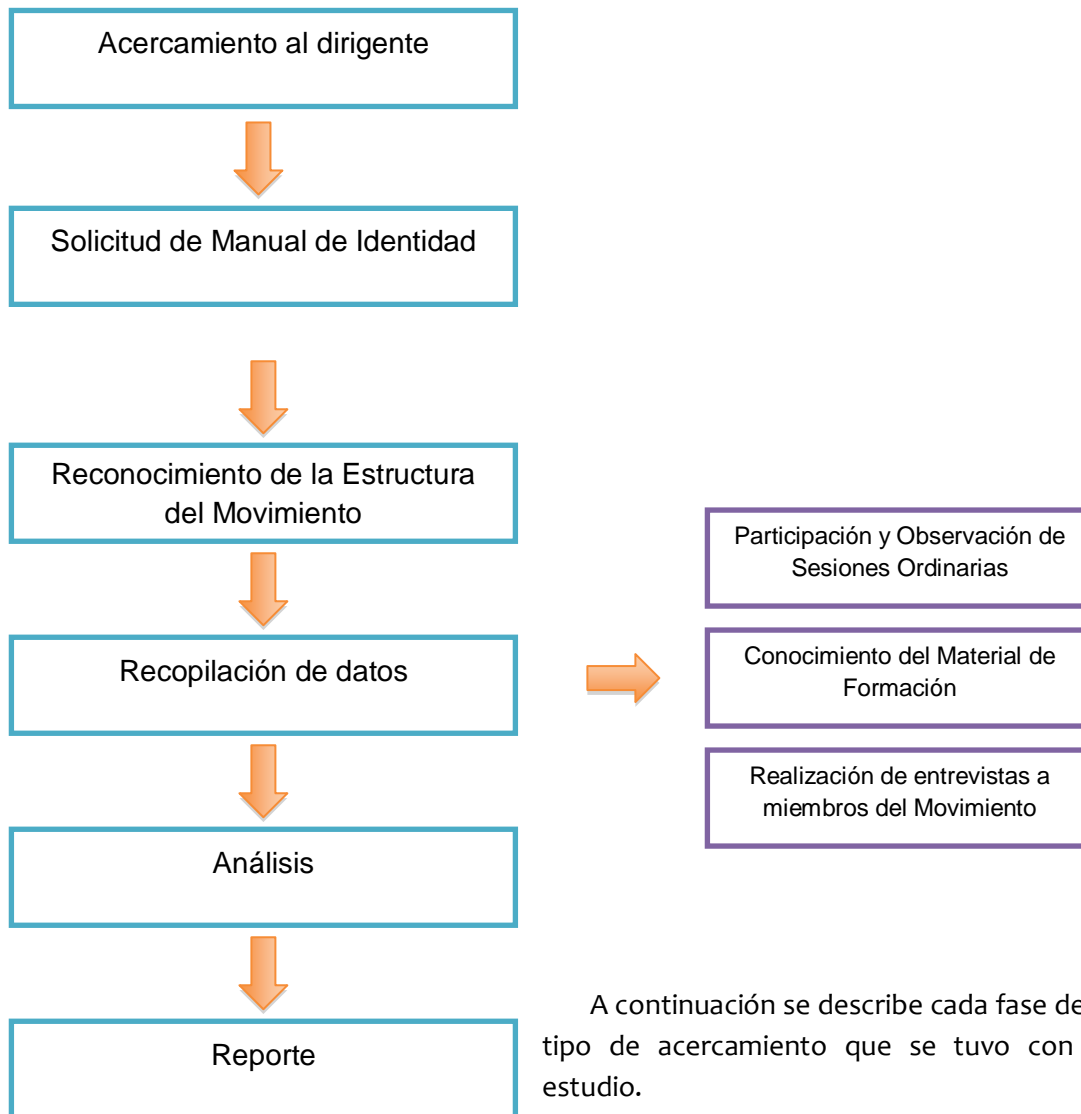 Acercamiento al dirigente
Solicitud de Manual de Identidad
Reconocimiento de la Estructura
del Movimiento
Recopilación de datos
Participación y Observación de
Sesiones Ordinarias
Conocimiento del Material de
Formación
Realización de entrevistas a
miembros del Movimiento
Análisis
Reporte
A continuación se describe cada fase de
tipo de acercamiento que se tuvo con
estudio.